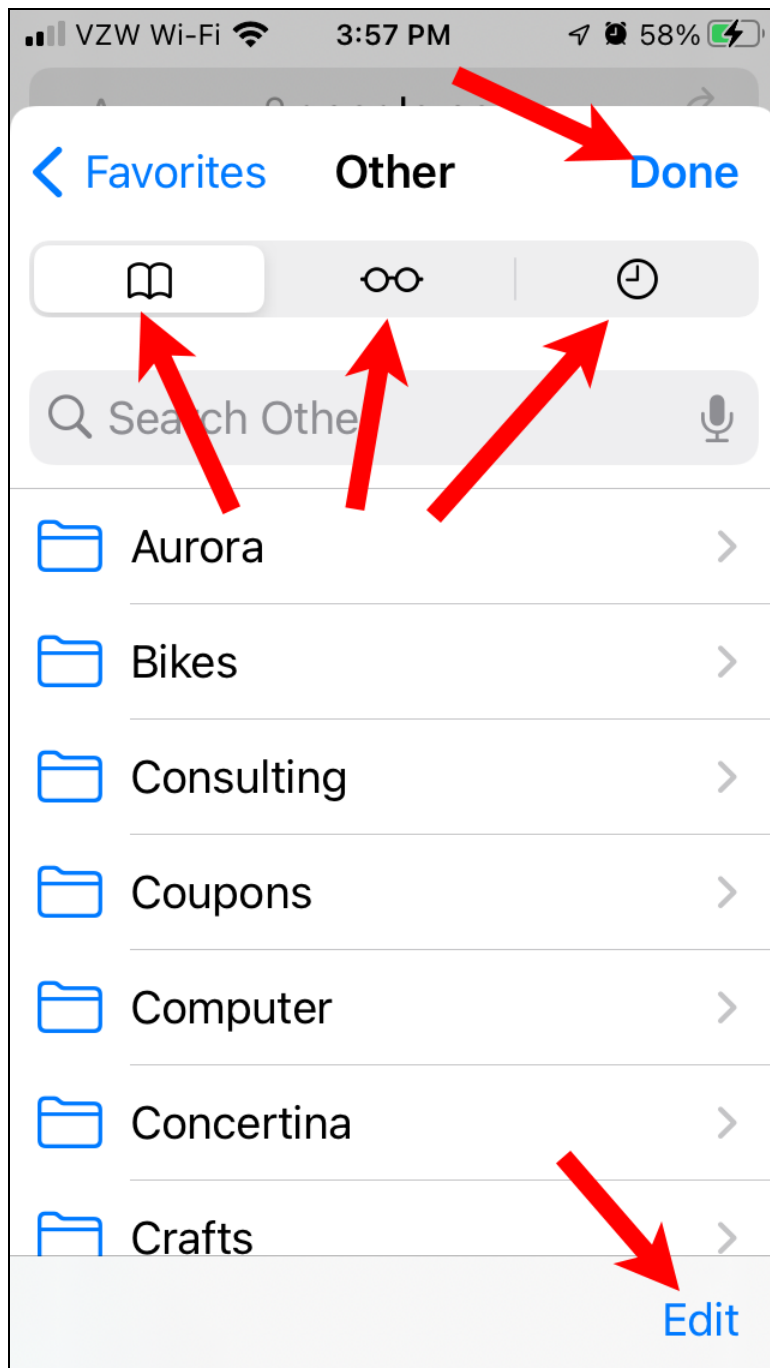 VZW Wi-Fi 3:57 PM 58%
Favorites Other Done
Search Othe
Aurora
Bikes
Consulting
Coupons
Computer
Concertina
Crafts
Edit